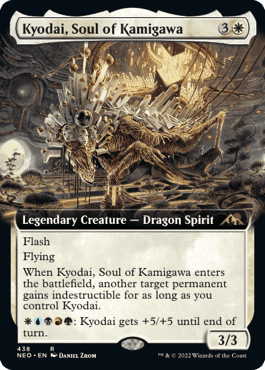 Kyodai, Soul of Kamigawa 3
Legendary Creature — Dragon Spirit
Flash
Flying
When Kyodai, Soul of Kamigawa enters
the battlefield, another target permanent
gains indestructible for as long as you
control Kyodai.
: Kyodai gets +5/+5 until end of
turn.
3/3
438 R
NEO • EN Daniel Zrom
™ & © 2022 Wizards of the Coast